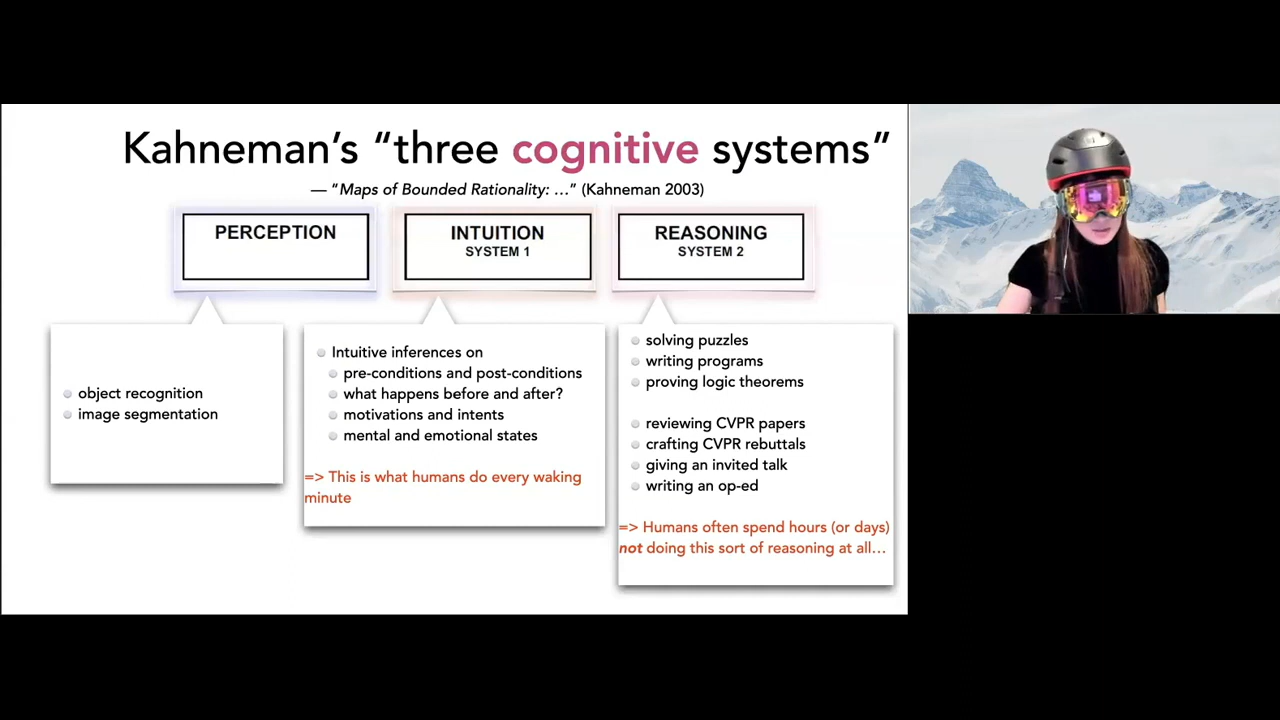 Kahneman’s “three cognitive systems”
— “Maps of Bounded Rationality: ...” (Kahneman 2003)
PERCEPTION
INTUITION
SYSTEM 1
REASONING
SYSTEM 2
object recognition
image segmentation
Intuitive inferences on
pre-conditions and post-conditions
what happens before and after?
motivations and intents
mental and emotional states
=> This is what humans do every waking
minute
solving puzzles
writing programs
proving logic theorems
reviewing CVPR papers
crafting CVPR rebuttals
giving an invited talk
writing an op-ed
=> Humans often spend hours (or days)
not doing this sort of reasoning at all...